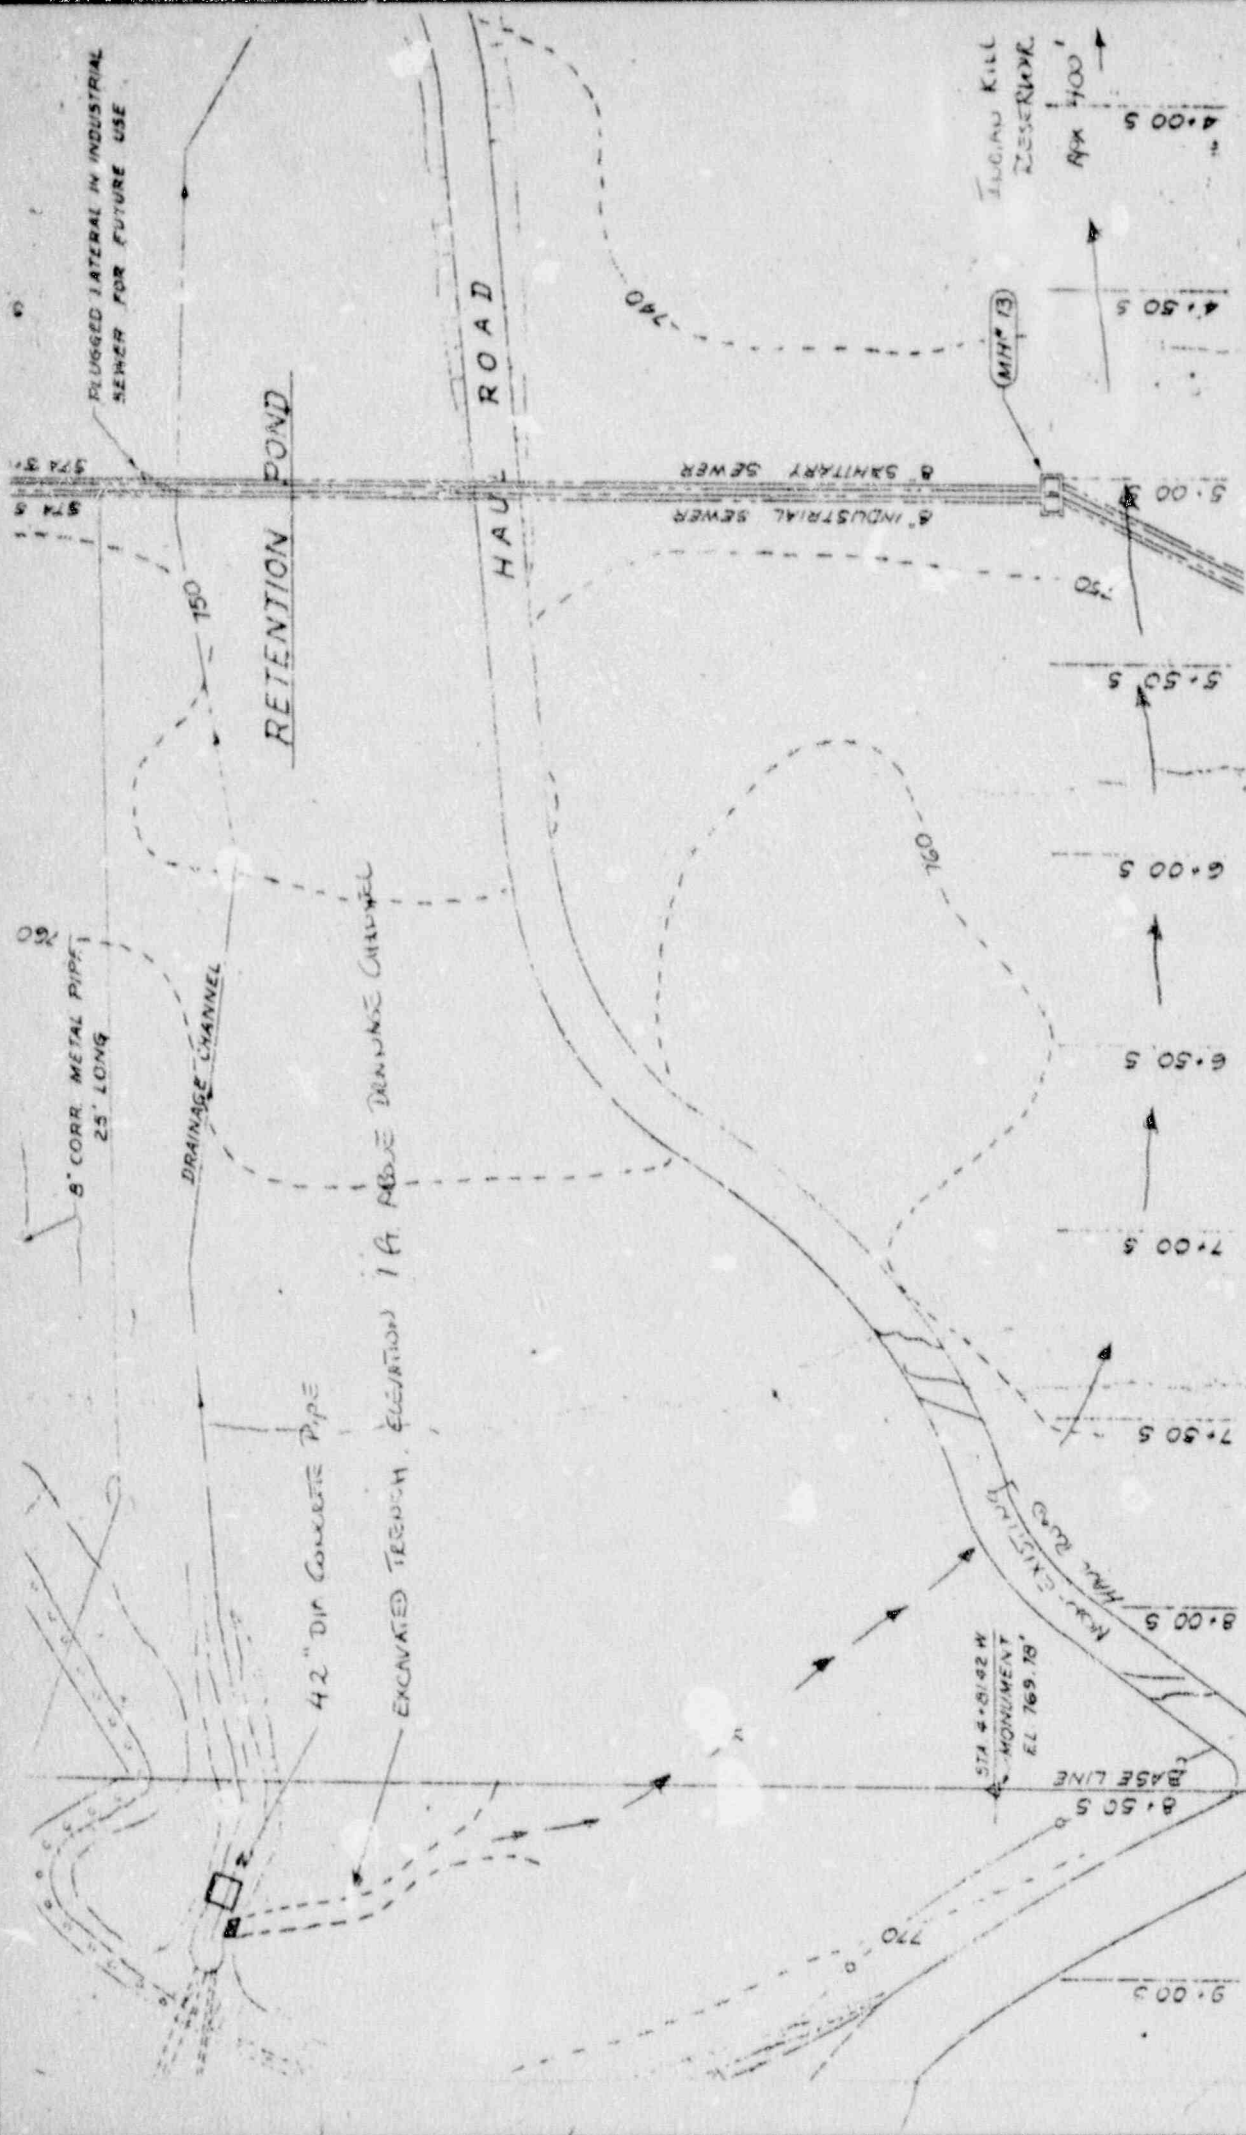 PLUGGED LATERAL IN INDUSTRIAL
SEWER FOR FUTURE USE
STA 5
RETENTION POND
150
HAUL ROAD
740
INDIAN KILL
RESERVOIR
APX 400'
MH# 13
8" SANITARY SEWER
8" INDUSTRIAL SEWER
750
760
760
8" CORR. METAL PIPE
25' LONG
DRAINAGE CHANNEL
42" DIA CONCRETE PIPE
EXCAVATED TRENCH. ELEVATION 1 Ft. ABOVE DRAINAGE CHANNEL
NON-EXISTING
HAUL ROAD
STA 4+81.42 W
MONUMENT
EL 769.78'
BASE LINE
770
4+00 S
4+50 S
5+00 S
5+50 S
6+00 S
6+50 S
7+00 S
7+50 S
8+00 S
8+50 S
9+00 S